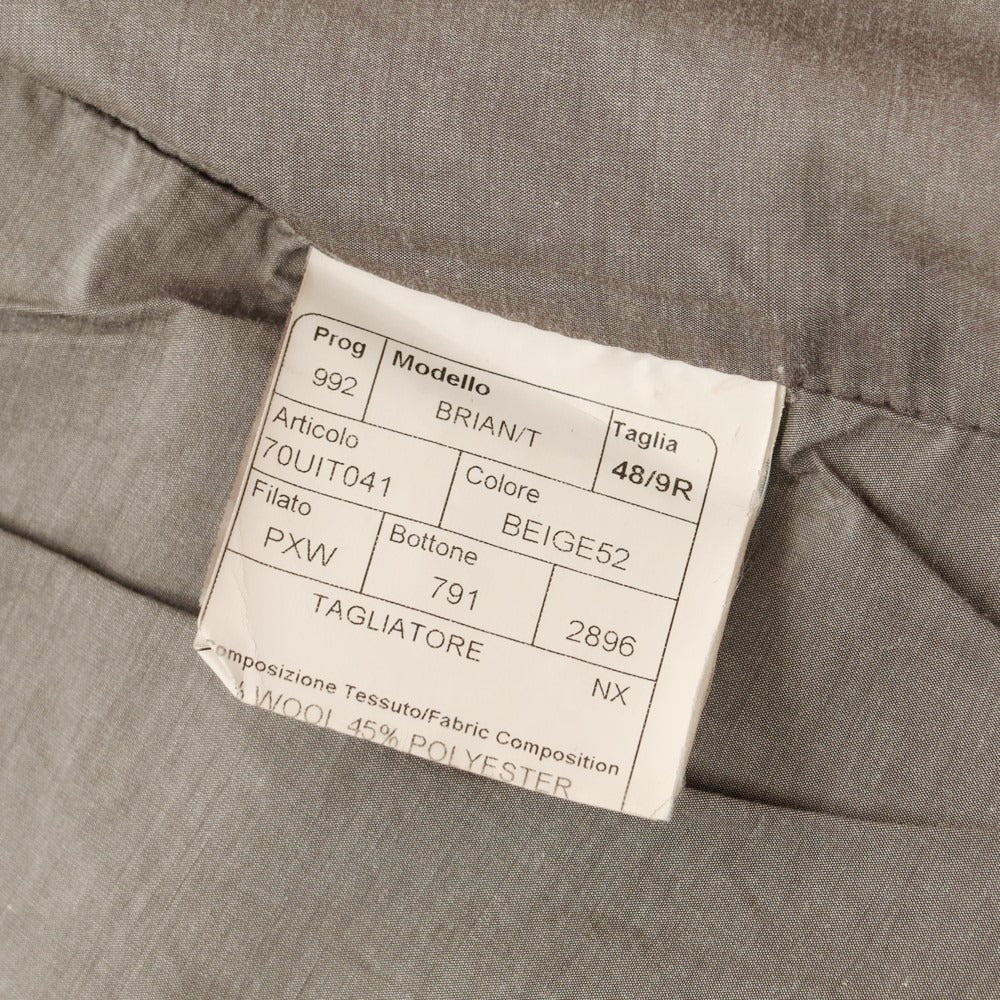 Prog Modello Taglia
992 BRIAN/T 48/9R
Articolo Colore
70UIT041 BEIGE52
Filato Bottone
PXW 791 2896
TAGLIATORE
NX
omposizione Tessuto/Fabric Composition
% WOOL 45% POLYESTER